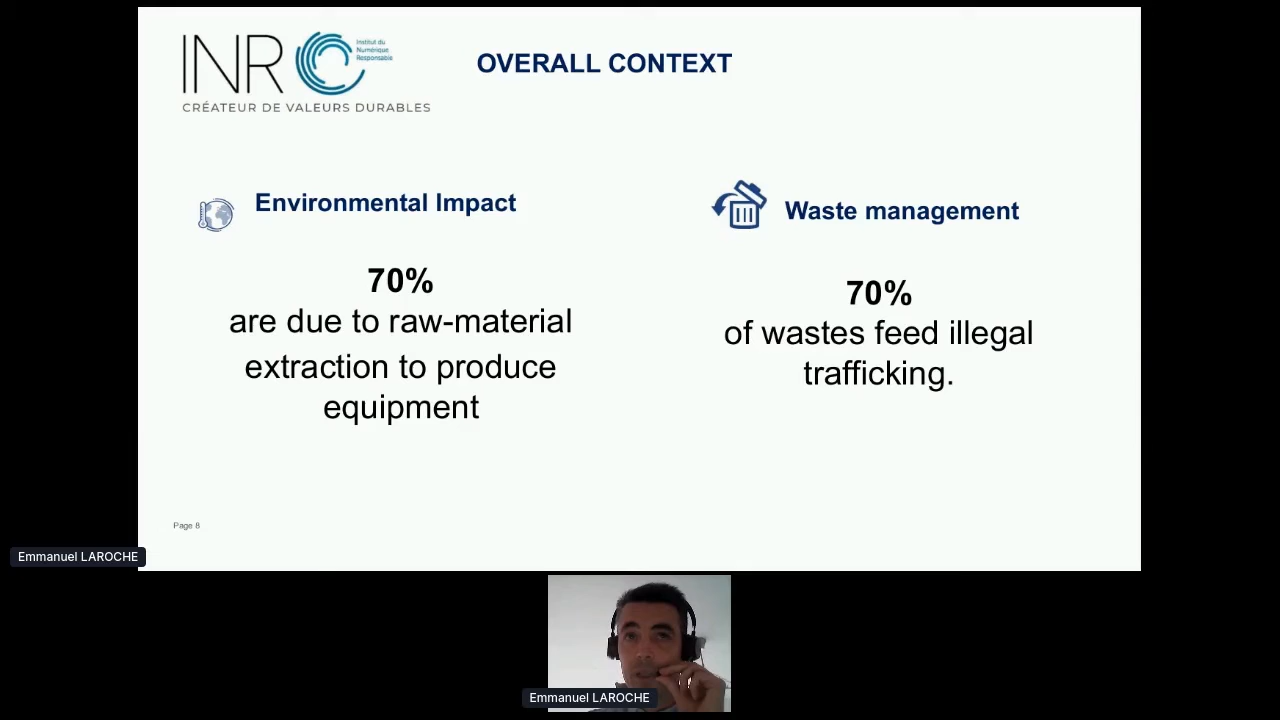 INR
Institut du
Numérique
Responsable
CRÉATEUR DE VALEURS DURABLES
OVERALL CONTEXT
Environmental Impact
70%
are due to raw-material
extraction to produce
equipment
Waste management
70%
of wastes feed illegal
trafficking.
Page 8
Emmanuel LAROCHE
Emmanuel LAROCHE